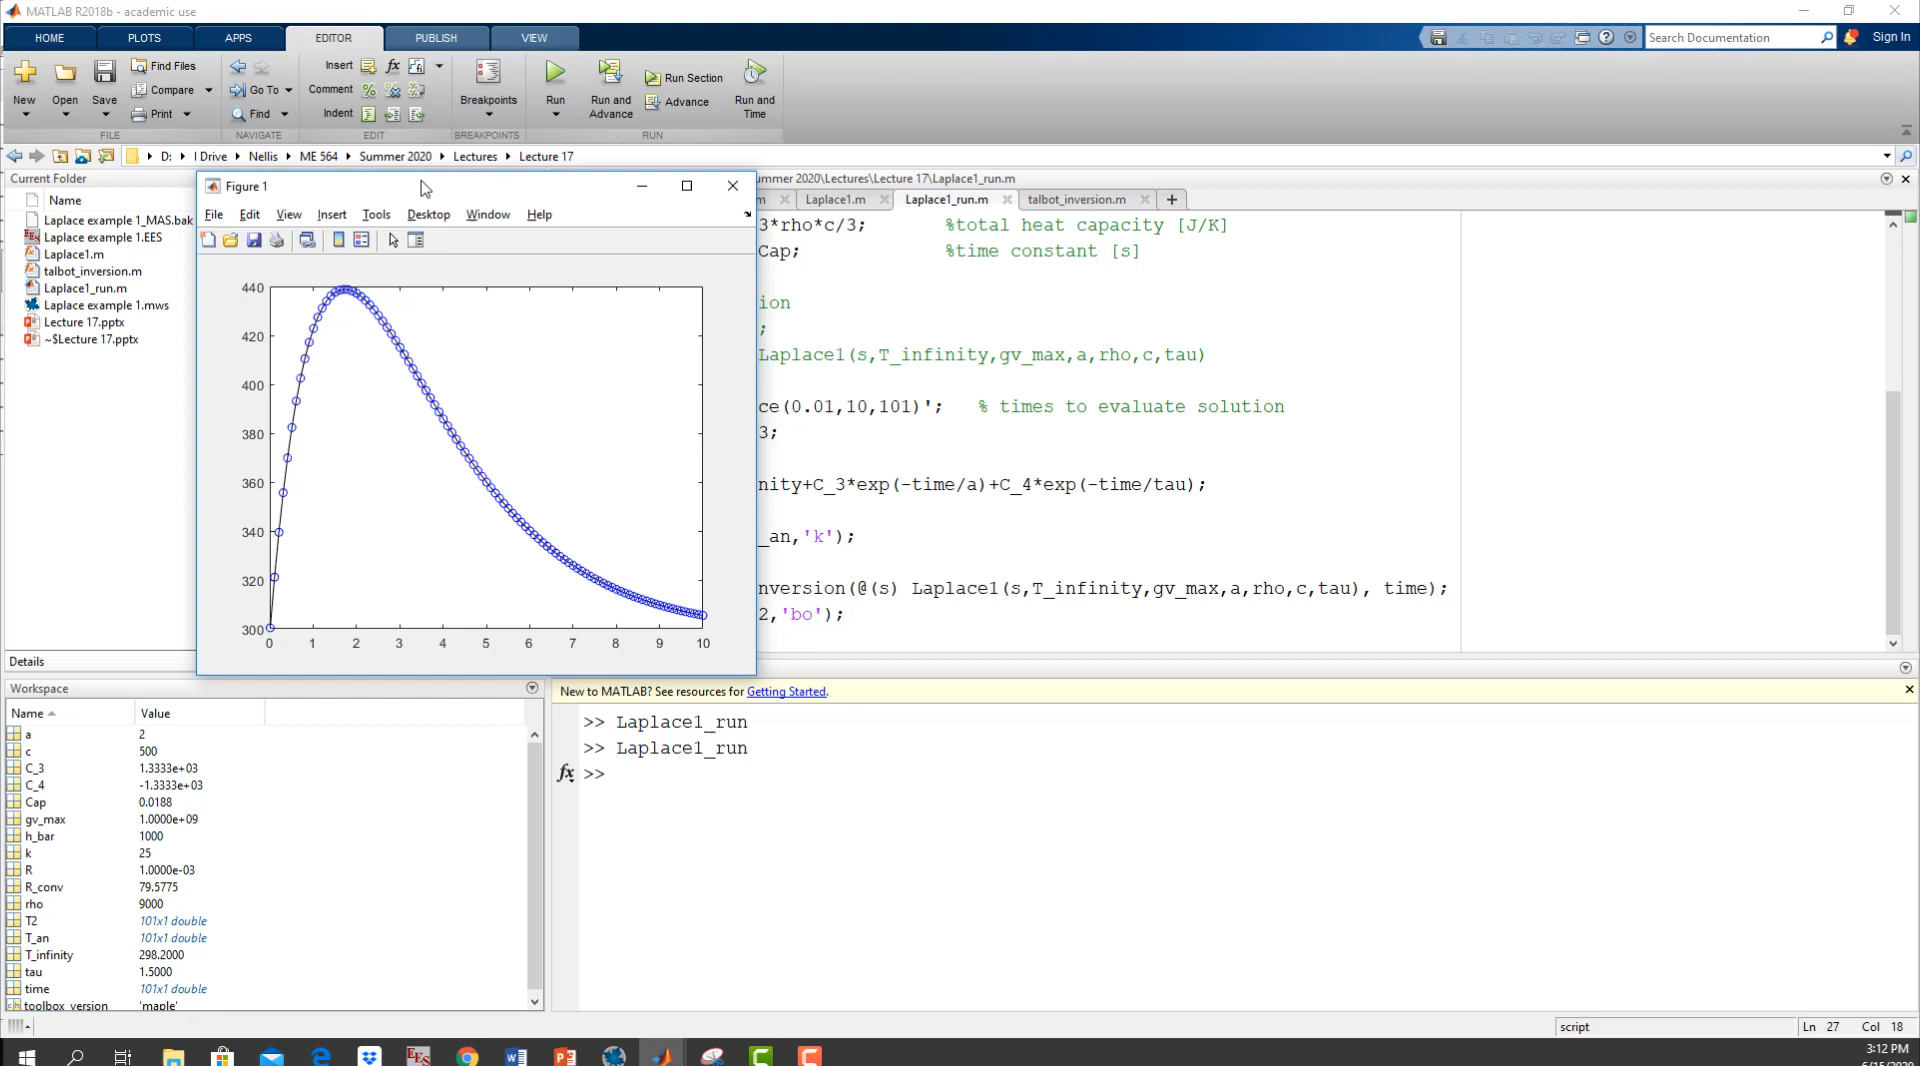 MATLAB R2018b - academic use
HOME PLOTS APPS EDITOR PUBLISH VIEW
Search Documentation
Sign In
New
Open
Save
Find Files
Compare
Print
FILE
Go To
Find
NAVIGATE
Insert
Comment
Indent
EDIT
Breakpoints
BREAKPOINTS
Run
Run and
Advance
Run Section
Advance
Run and
Time
RUN
D: I Drive Nellis ME 564 Summer 2020 Lectures Lecture 17
Current Folder
Name
Laplace example 1_MAS.bak
Laplace example 1.EES
Laplace1.m
talbot_inversion.m
Laplace1_run.m
Laplace example 1.mws
Lecture 17.pptx
~$Lecture 17.pptx
Details
Figure 1
File Edit View Insert Tools Desktop Window Help
440
420
400
380
360
340
320
300
0 1 2 3 4 5 6 7 8 9 10
ummer 2020\Lectures\Lecture 17\Laplace1_run.m
m Laplace1.m Laplace1_run.m talbot_inversion.m
3*rho*c/3; %total heat capacity [J/K]
Cap; %time constant [s]
ion
;
Laplace1(s,T_infinity,gv_max,a,rho,c,tau)
ce(0.01,10,101)'; % times to evaluate solution
3;
nity+C_3*exp(-time/a)+C_4*exp(-time/tau);
_an,'k');
nversion(@(s) Laplace1(s,T_infinity,gv_max,a,rho,c,tau), time);
2,'bo');
Workspace
Name Value
a 2
c 500
C_3 1.3333e+03
C_4 -1.3333e+03
Cap 0.0188
gv_max 1.0000e+09
h_bar 1000
k 25
R 1.0000e-03
R_conv 79.5775
rho 9000
T2 101x1 double
T_an 101x1 double
T_infinity 298.2000
tau 1.5000
time 101x1 double
toolbox_version 'maple'
New to MATLAB? See resources for Getting Started.
>> Laplace1_run
>> Laplace1_run
fx >>
script
Ln 27 Col 18
3:12 PM
6/15/2020